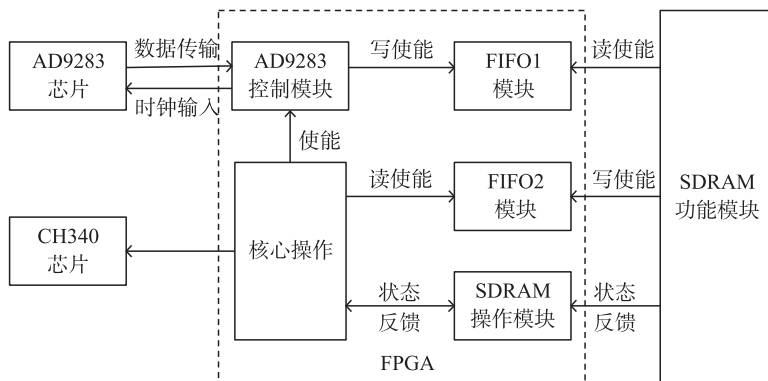 数据传输
AD9283
芯片
时钟输入
AD9283
控制模块
写使能
FIFO1
模块
读使能
使能
读使能
FIFO2
模块
写使能
SDRAM
功能模块
CH340
芯片
核心操作
状态
反馈
SDRAM
操作模块
状态
反馈
FPGA